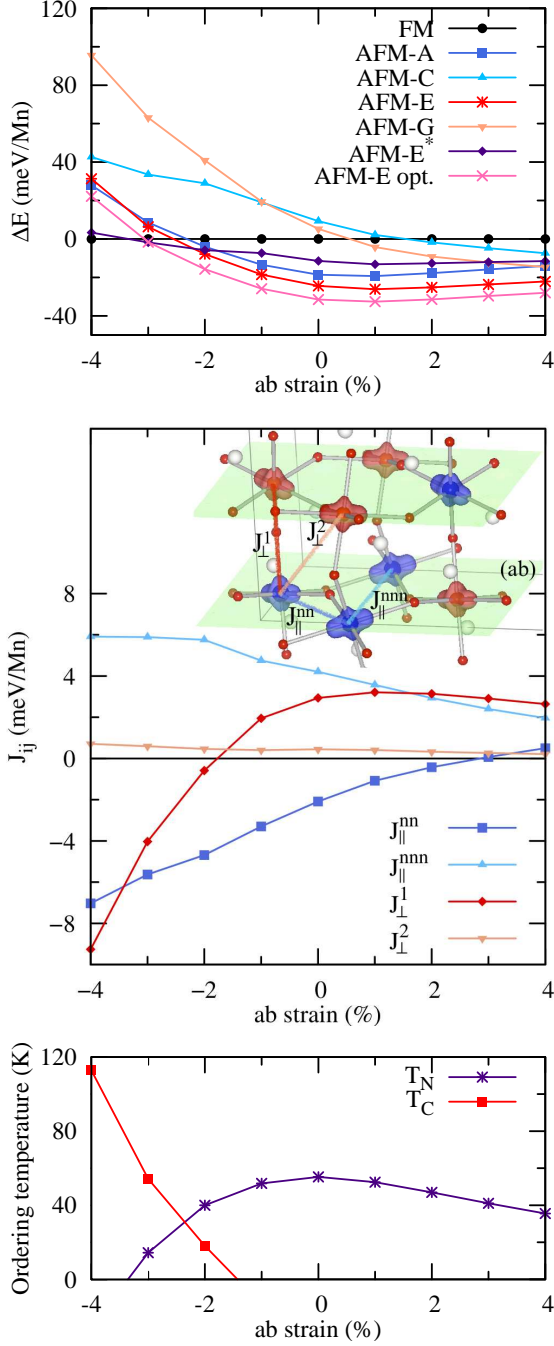 120
80
40
0
-40
ΔE (meV/Mn)
FM
AFM-A
AFM-C
AFM-E
AFM-G
AFM-E*
AFM-E opt.
-4 -2 0 2 4
ab strain (%)
J⊥1
J⊥2
J∥nn
J∥nnn
(ab)
8
4
0
−4
−8
Jij (meV/Mn)
J∥nn
J∥nnn
J⊥1
J⊥2
−4 −2 0 2 4
ab strain (%)
120
80
40
0
Ordering temperature (K)
TN
TC
-4 -2 0 2 4
ab strain (%)